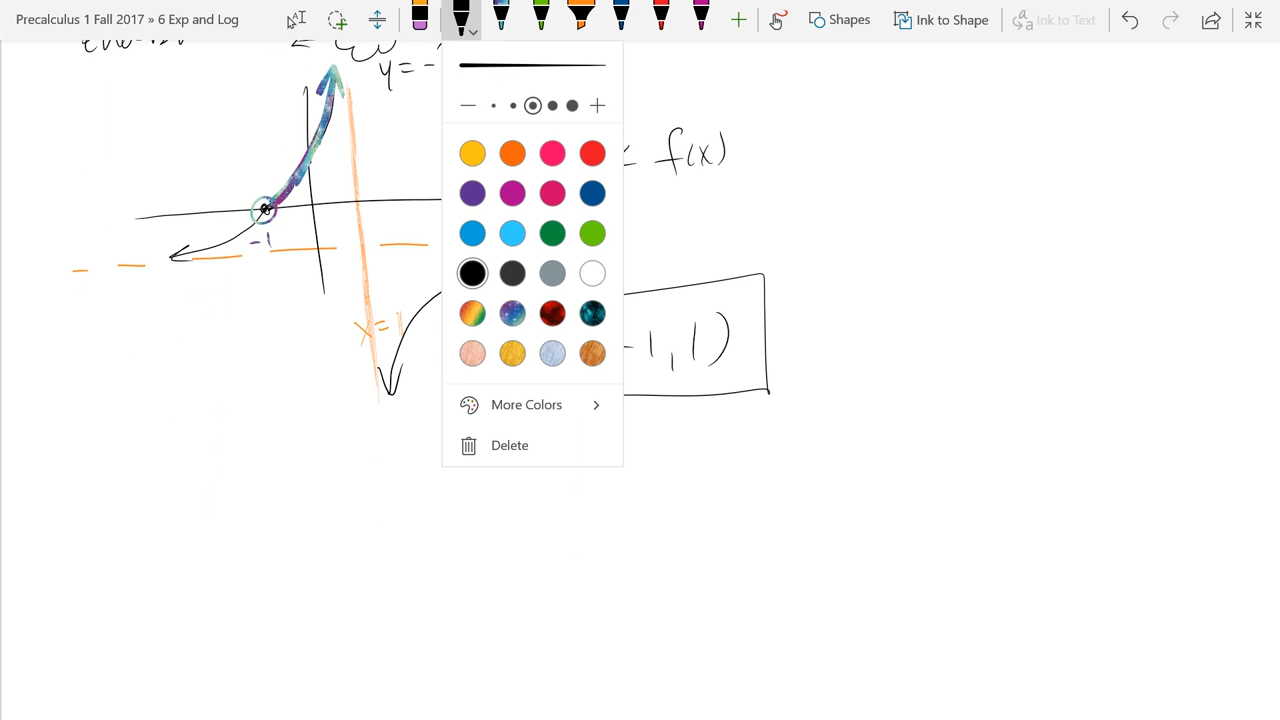 Precalculus 1 Fall 2017 » 6 Exp and Log
Shapes
Ink to Shape
Ink to Text
y = -
= f(x)
-1
x = 1
-1, 1)
More Colors
Delete